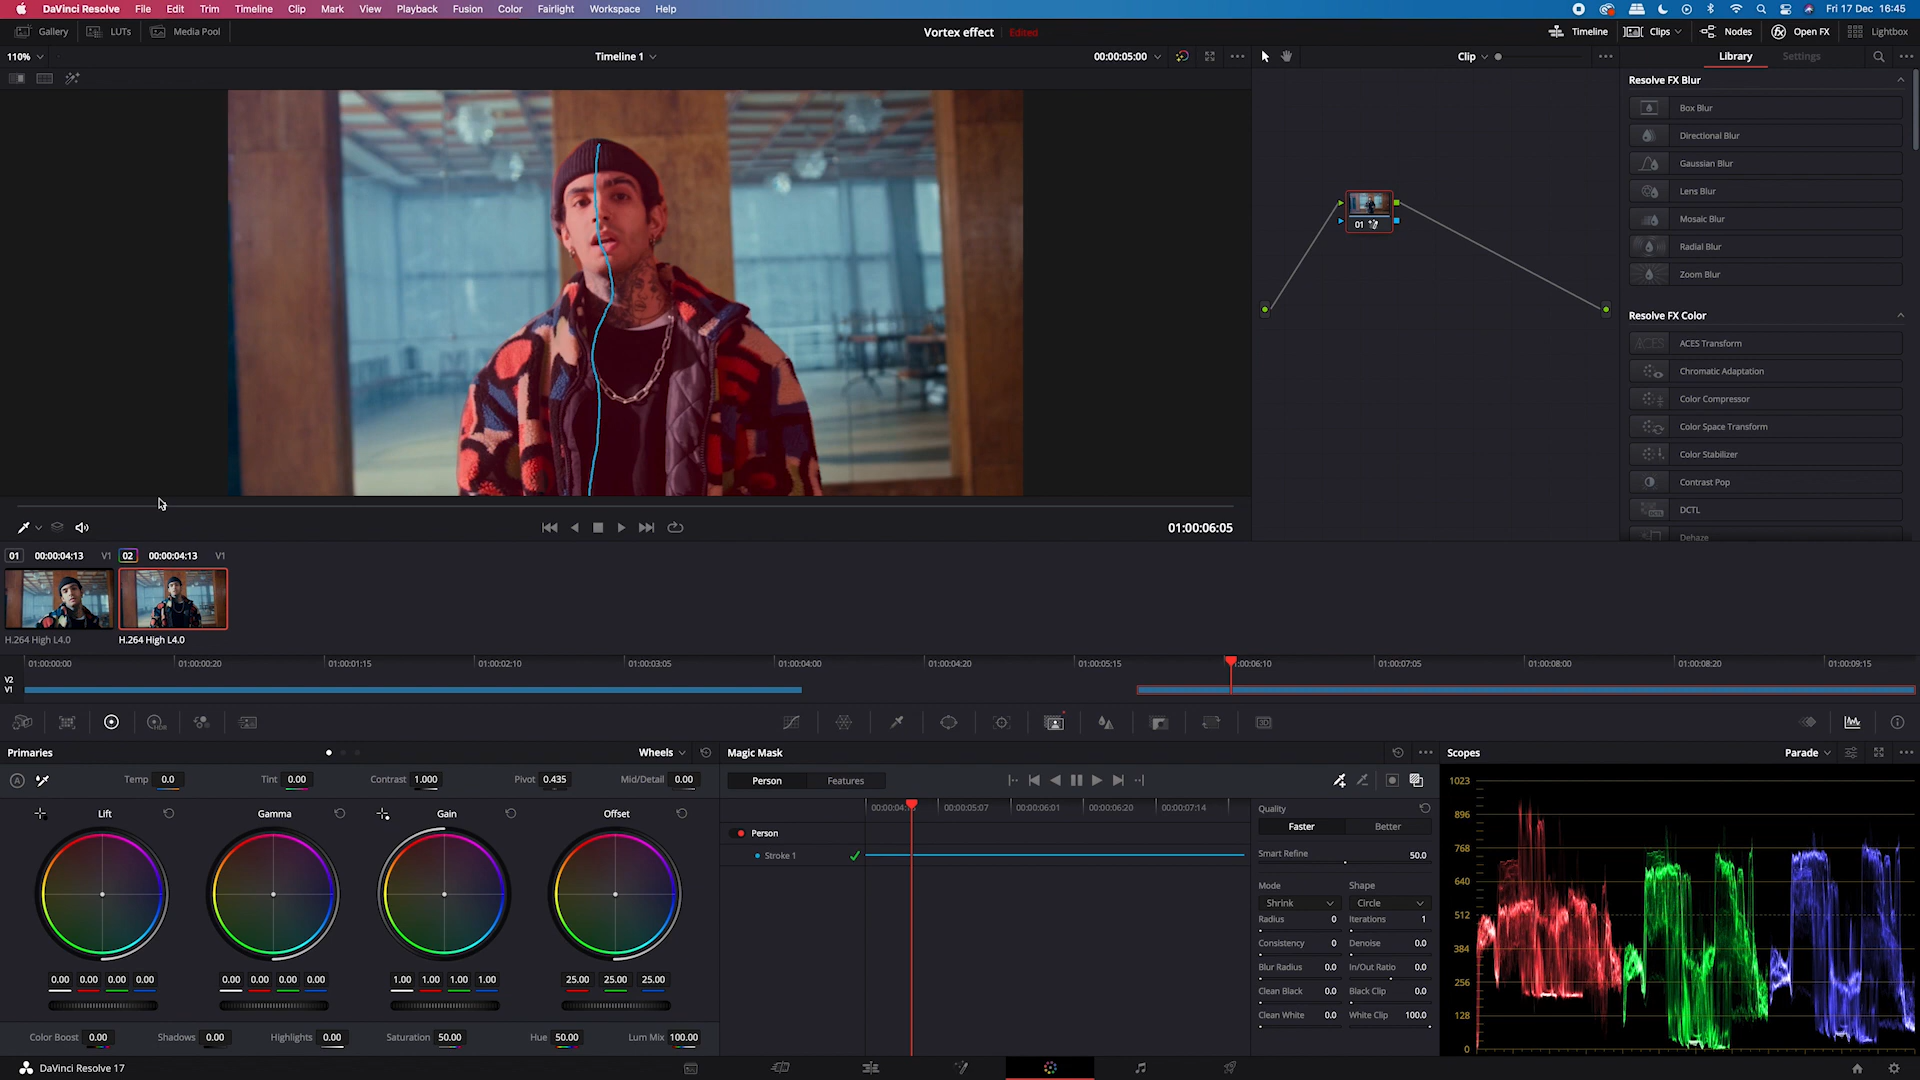 DaVinci Resolve File Edit Trim Timeline Clip Mark View Playback Fusion Color Fairlight Workspace Help Fri 17 Dec 16:45
Gallery LUTs Media Pool Vortex effect Edited Timeline Clips Nodes Open FX Lightbox
110% Timeline 1 00:00:05:00 Clip Library Settings
Resolve FX Blur
Box Blur
Directional Blur
Gaussian Blur
Lens Blur
Mosaic Blur
Radial Blur
Zoom Blur
01
Resolve FX Color
ACES ACES Transform
Chromatic Adaptation
Color Compressor
Color Space Transform
Color Stabilizer
Contrast Pop
DCTL DCTL
Dehaze
01:00:06:05
01 00:00:04:13 V1 02 00:00:04:13 V1
H.264 High L4.0 H.264 High L4.0
01:00:00:00 01:00:00:20 01:00:01:15 01:00:02:10 01:00:03:05 01:00:04:00 01:00:04:20 01:00:05:15 :00:06:10 01:00:07:05 01:00:08:00 01:00:08:20 01:00:09:15
V2
V1
HDR 3D
Primaries Wheels Magic Mask Scopes Parade
A Temp 0.0 Tint 0.00 Contrast 1.000 Pivot 0.435 Mid/Detail 0.00 Person Features
Lift Gamma Gain Offset
00:00:04: 00:00:05:07 00:00:06:01 00:00:06:20 00:00:07:14
Person
Stroke 1
Quality
Faster Better
Smart Refine 50.0
Mode Shape
Shrink Circle
Radius 0 Iterations 1
Consistency 0 Denoise 0.0
Blur Radius 0.0 In/Out Ratio 0.0
Clean Black 0.0 Black Clip 0.0
Clean White 0.0 White Clip 100.0
1023
896
768
640
512
384
256
128
0
0.00 0.00 0.00 0.00 0.00 0.00 0.00 0.00 1.00 1.00 1.00 1.00 25.00 25.00 25.00
Color Boost 0.00 Shadows 0.00 Highlights 0.00 Saturation 50.00 Hue 50.00 Lum Mix 100.00
DaVinci Resolve 17